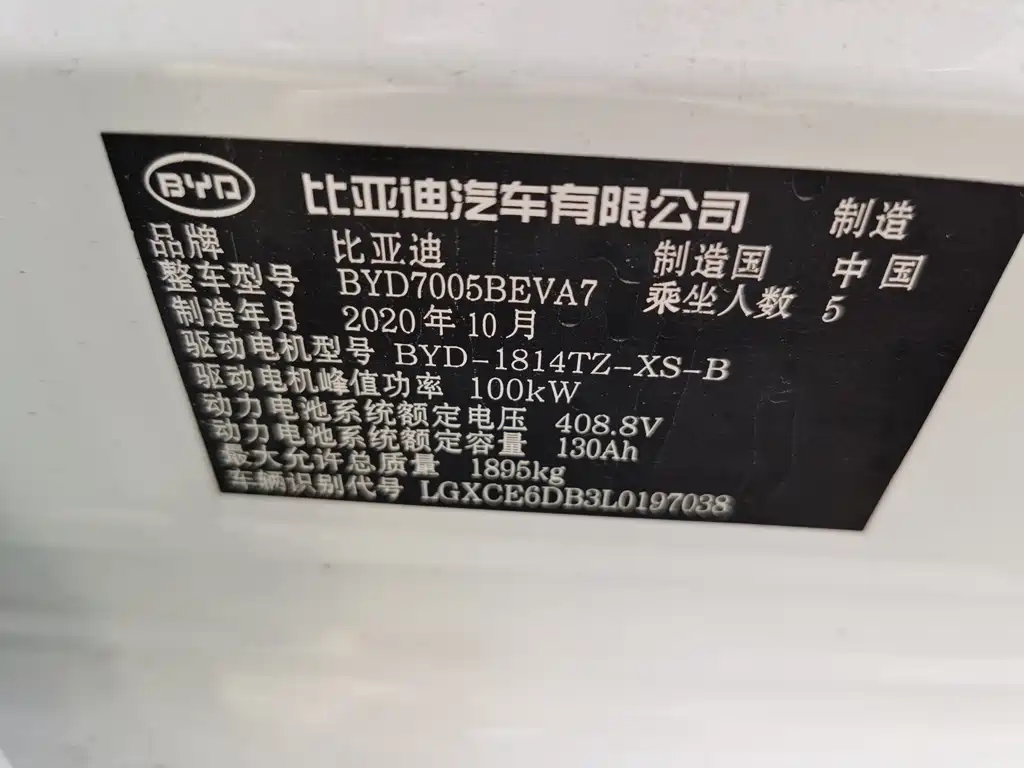 BYD 比亚迪汽车有限公司 制造
品牌 比亚迪 制造国 中国
整车型号 BYD7005BEVA7 乘坐人数 5
制造年月 2020年10月
驱动电机型号 BYD-1814TZ-XS-B
驱动电机峰值功率 100kW
动力电池系统额定电压 408.8V
动力电池系统额定容量 130Ah
最大允许总质量 1895kg
车辆识别代号 LGXCE6DB3L0197038